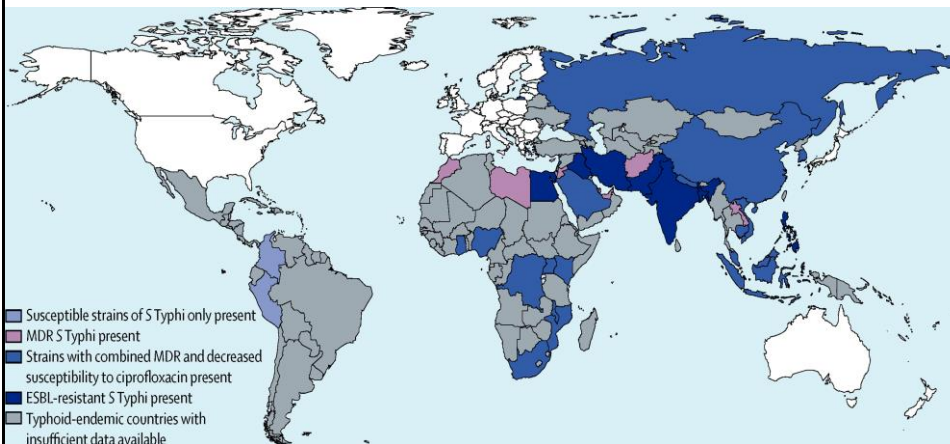 Susceptible strains of S Typhi only present
MDR S Typhi present
Strains with combined MDR and decreased
susceptibility to ciprofloxacin present
ESBL-resistant S Typhi present
Typhoid-endemic countries with
insufficient data available